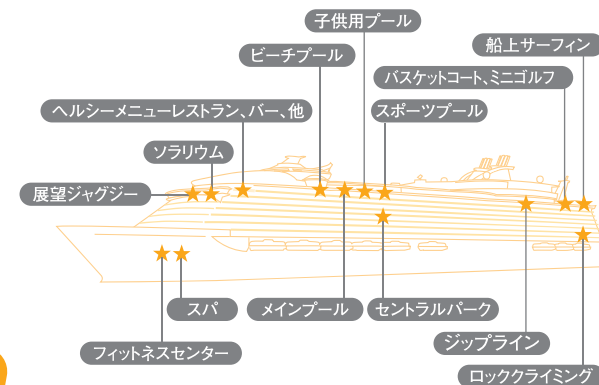 子供用プール
船上サーフィン
ビーチプール
バスケットコート、ミニゴルフ
ヘルシーメニューレストラン、バー、他
スポーツプール
ソラリウム
展望ジャグジー
スパ
メインプール
セントラルパーク
フィットネスセンター
ジップライン
ロッククライミング